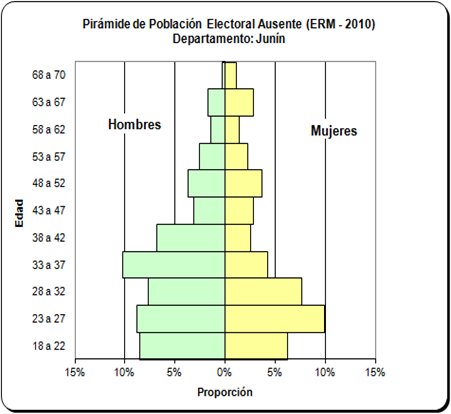 Pirámide de Población Electoral Ausente (ERM - 2010)
Departamento: Junín
Hombres
Mujeres
Edad
68 a 70
63 a 67
58 a 62
53 a 57
48 a 52
43 a 47
38 a 42
33 a 37
28 a 32
23 a 27
18 a 22
15% 10% 5% 0% 5% 10% 15%
Proporción